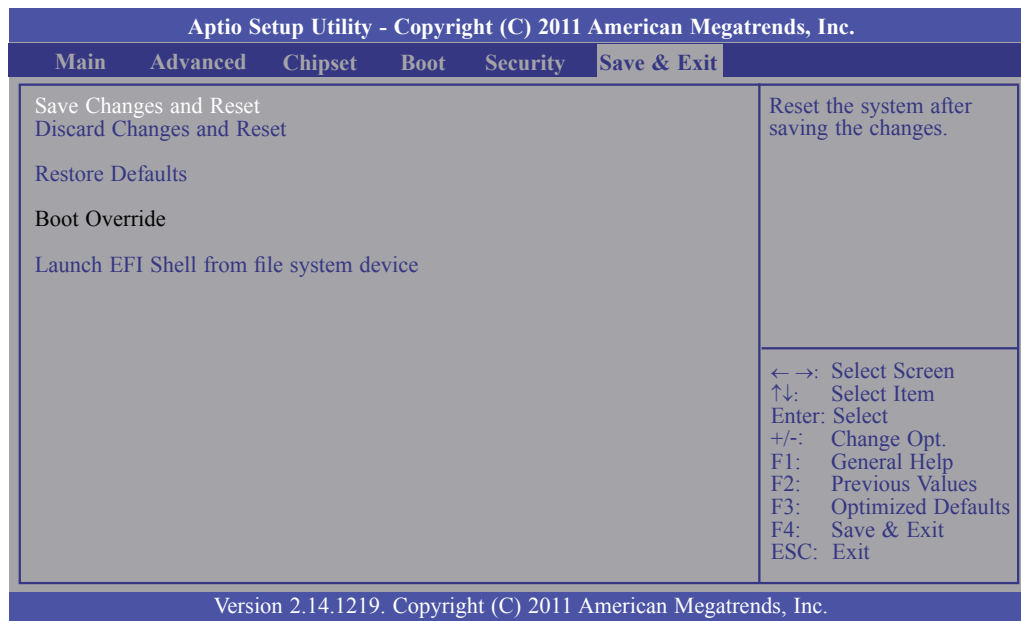 Aptio Setup Utility - Copyright (C) 2011 American Megatrends, Inc.
Main Advanced Chipset Boot Security Save & Exit
Save Changes and Reset
Discard Changes and Reset
Restore Defaults
Boot Override
Launch EFI Shell from file system device
Reset the system after
saving the changes.
← →: Select Screen
↑↓: Select Item
Enter: Select
+/-: Change Opt.
F1: General Help
F2: Previous Values
F3: Optimized Defaults
F4: Save & Exit
ESC: Exit
Version 2.14.1219. Copyright (C) 2011 American Megatrends, Inc.